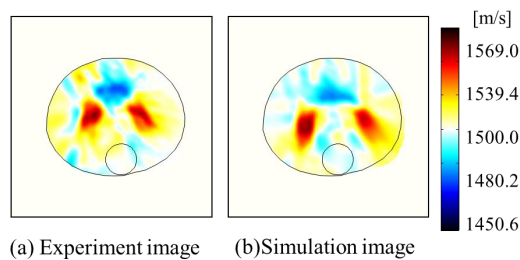 [m/s]
1569.0
1539.4
1500.0
1480.2
1450.6
(a) Experiment image
(b)Simulation image